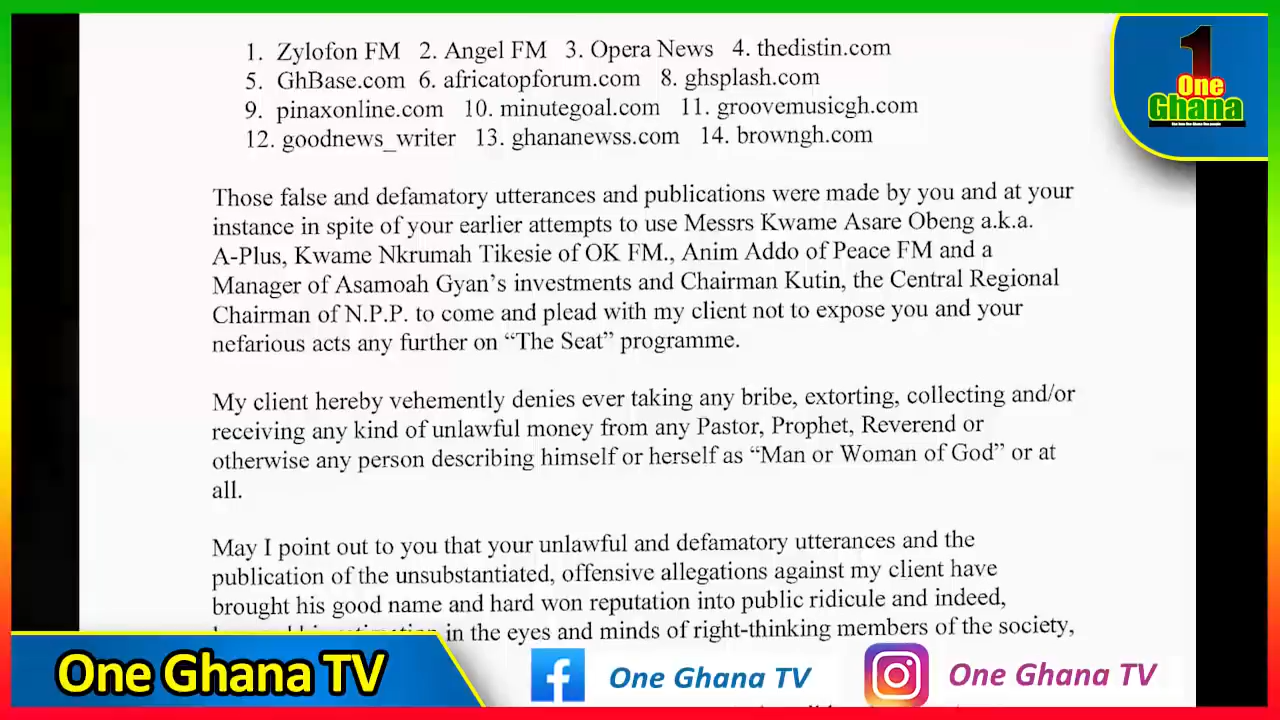 1. Zylofon FM 2. Angel FM 3. Opera News 4. thedistin.com
5. GhBase.com 6. africatopforum.com 8. ghsplash.com
9. pinaxonline.com 10. minutegoal.com 11. groovemusicgh.com
12. goodnews_writer 13. ghananewss.com 14. browngh.com
Those false and defamatory utterances and publications were made by you and at your
instance in spite of your earlier attempts to use Messrs Kwame Asare Obeng a.k.a.
A-Plus, Kwame Nkrumah Tikesie of OK FM., Anim Addo of Peace FM and a
Manager of Asamoah Gyan’s investments and Chairman Kutin, the Central Regional
Chairman of N.P.P. to come and plead with my client not to expose you and your
nefarious acts any further on “The Seat” programme.
My client hereby vehemently denies ever taking any bribe, extorting, collecting and/or
receiving any kind of unlawful money from any Pastor, Prophet, Reverend or
otherwise any person describing himself or herself as “Man or Woman of God” or at
all.
May I point out to you that your unlawful and defamatory utterances and the
publication of the unsubstantiated, offensive allegations against my client have
brought his good name and hard won reputation into public ridicule and indeed,
in the eyes and minds of right-thinking members of the society,
1
One
Ghana
One Ghana TV
One Ghana TV
One Ghana TV